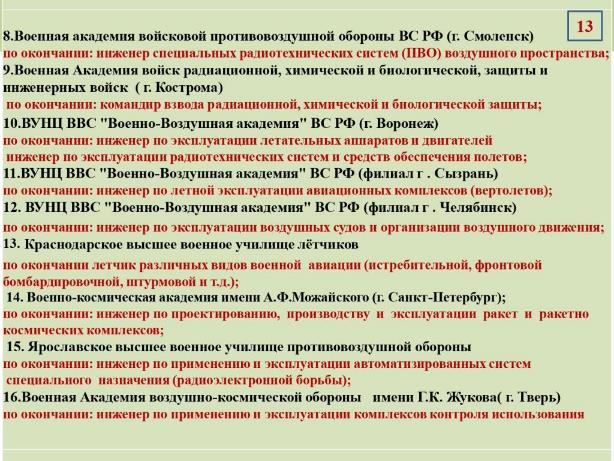 13
8.Военная академия войсковой противовоздушной обороны ВС РФ (г. Смоленск)
по окончании: инженер специальных радиотехнических систем (ПВО) воздушного пространства;
9.Военная Академия войск радиационной, химической и биологической, защиты и
инженерных войск ( г. Кострома)
по окончании: командир взвода радиационной, химической и биологической защиты;
10.ВУНЦ ВВС "Военно-Воздушная академия" ВС РФ (г. Воронеж)
по окончании: инженер по эксплуатации летательных аппаратов и двигателей
инженер по эксплуатации радиотехнических систем и средств обеспечения полетов;
11.ВУНЦ ВВС "Военно-Воздушная академия" ВС РФ (филиал г . Сызрань)
по окончании: инженер по летной эксплуатации авиационных комплексов (вертолетов);
12. ВУНЦ ВВС "Военно-Воздушная академия" ВС РФ (филиал г . Челябинск)
по окончании: инженер по эксплуатации воздушных судов и организации воздушного движения;
13. Краснодарское высшее военное училище лётчиков
по окончании летчик различных видов военной авиации (истребительной, фронтовой
бомбардировочной, штурмовой и т.д.);
14. Военно-космическая академия имени А.Ф.Можайского (г. Санкт-Петербург);
по окончании: инженер по проектированию, производству и эксплуатации ракет и ракетно
космических комплексов;
15. Ярославское высшее военное училище противовоздушной обороны
по окончании: инженер по применению и эксплуатации автоматизированных систем
специального назначения (радиоэлектронной борьбы);
16.Военная Академия воздушно-космической обороны имени Г.К. Жукова( г. Тверь)
по окончании: инженер по применению и эксплуатации комплексов контроля использования